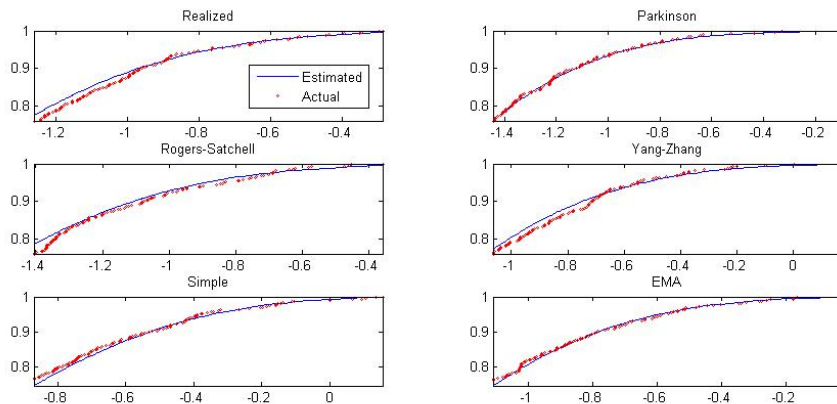 Realized
1
0.9
0.8
-1.2 -1 -0.8 -0.6 -0.4
Estimated
Actual
Parkinson
1
0.9
0.8
-1.4 -1.2 -1 -0.8 -0.6 -0.4 -0.2
Rogers-Satchell
1
0.9
0.8
-1.4 -1.2 -1 -0.8 -0.6 -0.4
Yang-Zhang
1
0.9
0.8
-1 -0.8 -0.6 -0.4 -0.2 0
Simple
1
0.9
0.8
-0.8 -0.6 -0.4 -0.2 0
EMA
1
0.9
0.8
-1 -0.8 -0.6 -0.4 -0.2